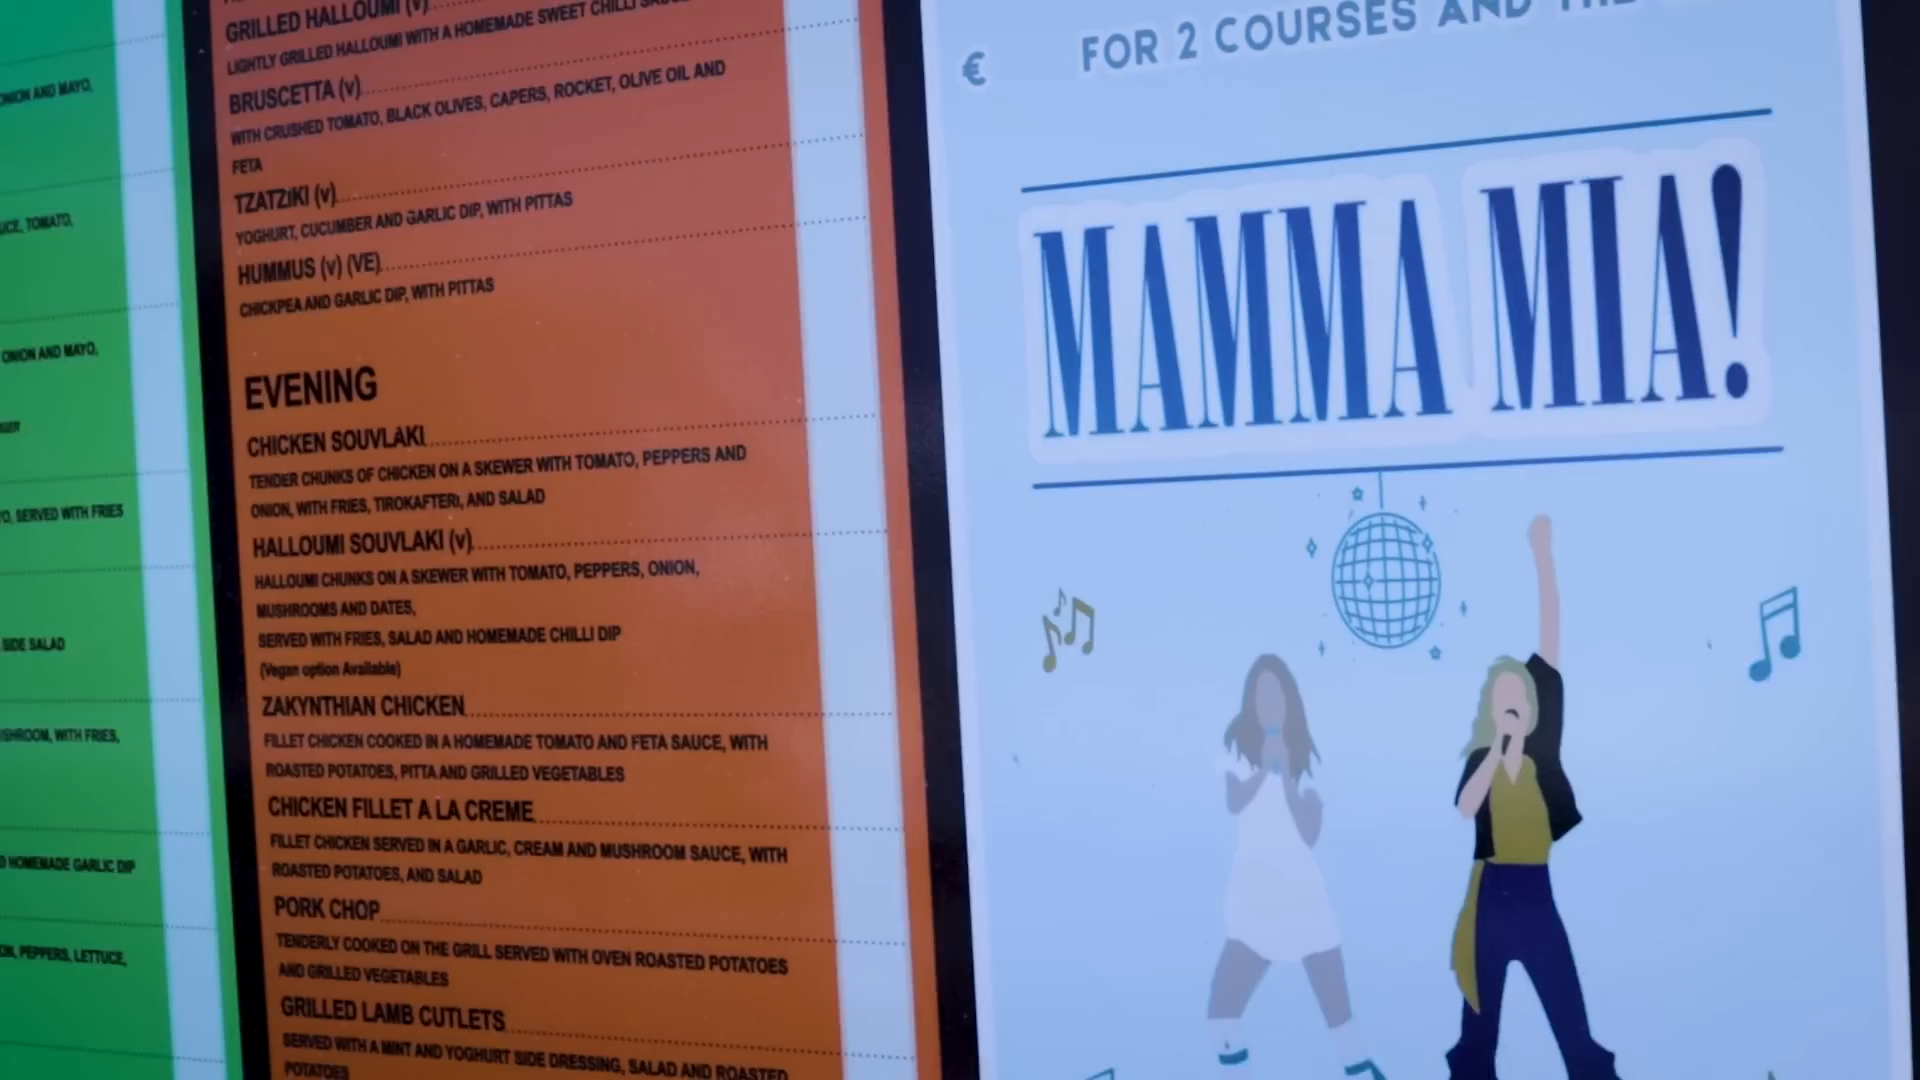 ONION AND MAYO,
TOMATO,
ONION AND MAYO,
SERVED WITH FRIES
SIDE SALAD
WITH FRIES,
HOMEMADE GARLIC DIP
PEPPERS, LETTUCE,
GRILLED HALLOUMI (v)
LIGHTLY GRILLED HALLOUMI WITH A HOMEMADE SWEET CHILLI SAUCE
BRUSCETTA (v)
WITH CRUSHED TOMATO, BLACK OLIVES, CAPERS, ROCKET, OLIVE OIL AND
FETA
TZATZIKI (v)
YOGHURT, CUCUMBER AND GARLIC DIP, WITH PITTAS
HUMMUS (v) (VE)
CHICKPEA AND GARLIC DIP, WITH PITTAS
EVENING
CHICKEN SOUVLAKI
TENDER CHUNKS OF CHICKEN ON A SKEWER WITH TOMATO, PEPPERS AND
ONION, WITH FRIES, TIROKAFTERI, AND SALAD
HALLOUMI SOUVLAKI (v)
HALLOUMI CHUNKS ON A SKEWER WITH TOMATO, PEPPERS, ONION,
MUSHROOMS AND DATES,
SERVED WITH FRIES, SALAD AND HOMEMADE CHILLI DIP
(Vegan option Available)
ZAKYNTHIAN CHICKEN
FILLET CHICKEN COOKED IN A HOMEMADE TOMATO AND FETA SAUCE, WITH
ROASTED POTATOES, PITTA AND GRILLED VEGETABLES
CHICKEN FILLET A LA CREME
FILLET CHICKEN SERVED IN A GARLIC, CREAM AND MUSHROOM SAUCE, WITH
ROASTED POTATOES, AND SALAD
PORK CHOP
TENDERLY COOKED ON THE GRILL SERVED WITH OVEN ROASTED POTATOES
AND GRILLED VEGETABLES
GRILLED LAMB CUTLETS
SERVED WITH A MINT AND YOGHURT SIDE DRESSING, SALAD AND ROASTED
POTATOES
€ FOR 2 COURSES AND THE
MAMMA MIA!